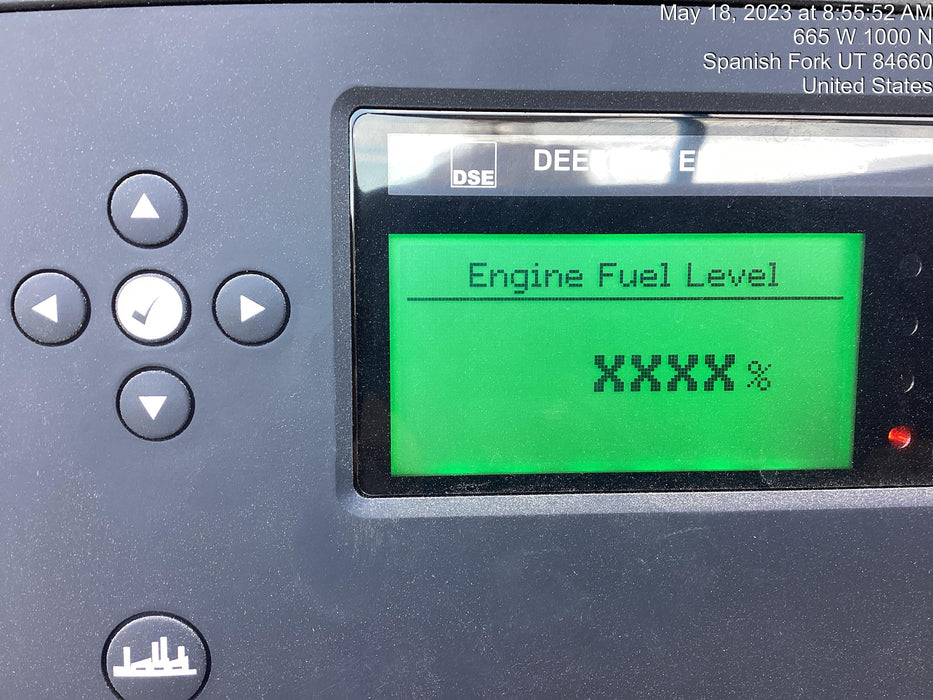 May 18, 2023 at 8:55:52 AM
665 W 1000 N
Spanish Fork UT 84660
United States
DSE
Engine Fuel Level
XXXX %